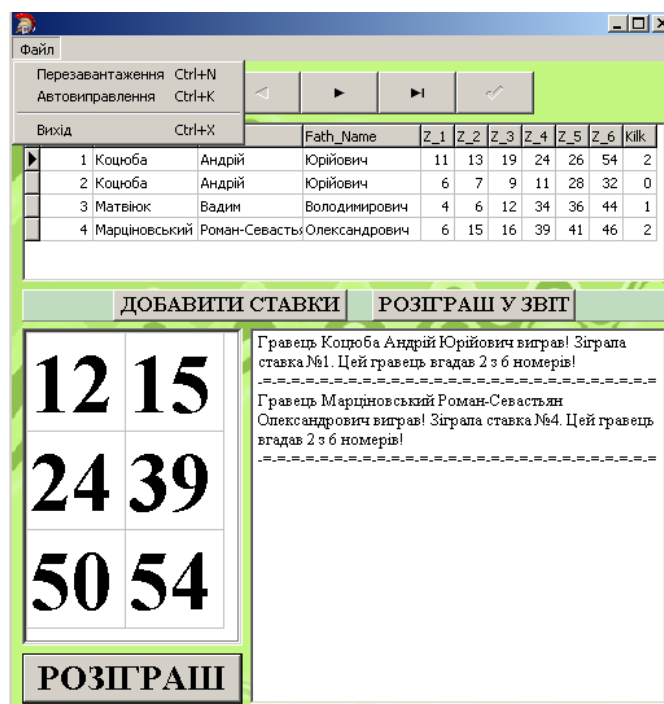 Файл
Перезавантаження Ctrl+N
Автовиправлення Ctrl+K
Вихід Ctrl+X
Fath_Name Z_1 Z_2 Z_3 Z_4 Z_5 Z_6 Kilk
1 Коцюба Андрій Юрійович 11 13 19 24 26 54 2
2 Коцюба Андрій Юрійович 6 7 9 11 28 32 0
3 Матвіюк Вадим Володимирович 4 6 12 34 36 44 1
4 Марціновський Роман-Севастья Олександрович 6 15 16 39 41 46 2
ДОБАВИТИ СТАВКИ РОЗІГРАШ У ЗВІТ
12 15
24 39
50 54
РОЗІГРАШ
Гравець Коцюба Андрій Юрійович виграв! Зіграла
ставка №1. Цей гравець вгадав 2 з 6 номерів!
-=-=-=-=-=-=-=-=-=-=-=-=-=-=-=-=-=-=-=-=-=-=-=-=
Гравець Марціновський Роман-Севастьян
Олександрович виграв! Зіграла ставка №4. Цей гравець
вгадав 2 з 6 номерів!
-=-=-=-=-=-=-=-=-=-=-=-=-=-=-=-=-=-=-=-=-=-=-=-=